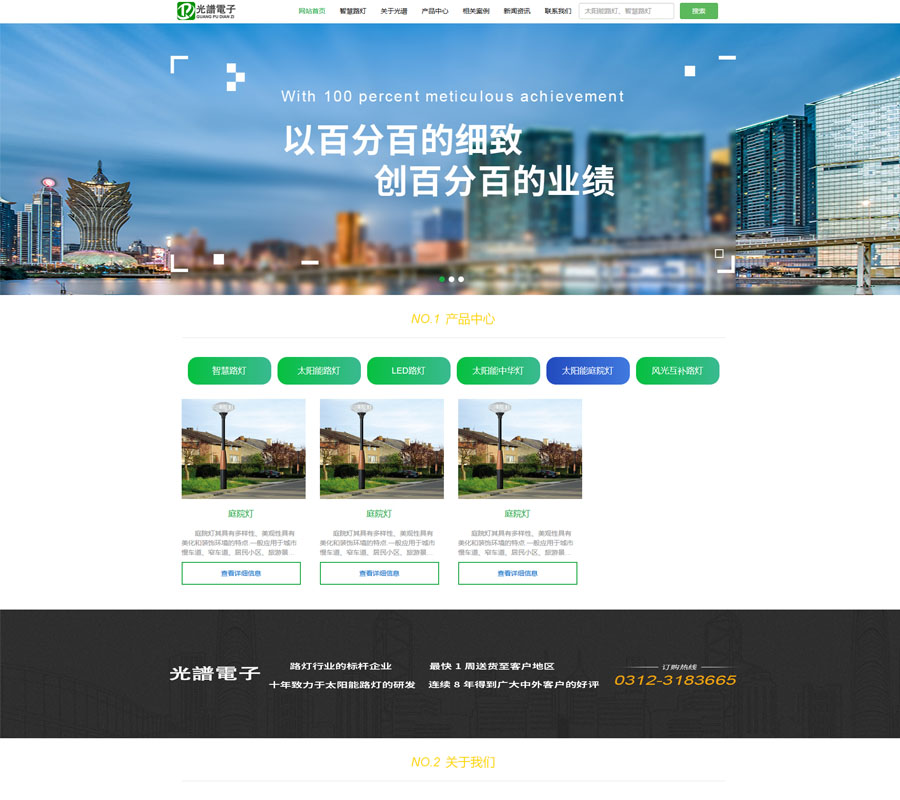 光譜電子
GUANG PU DIAN ZI
网站首页 智慧路灯 关于光谱 产品中心 相关案例 新闻资讯 联系我们 太阳能路灯、智慧路灯 搜索
With 100 percent meticulous achievement
以百分百的细致
创百分百的业绩
NO.1 产品中心
智慧路灯 太阳能路灯 LED路灯 太阳能中华灯 太阳能庭院灯 风光互补路灯
庭院灯 庭院灯 庭院灯
庭院灯其具有多样性、美观性具有 庭院灯其具有多样性、美观性具有 庭院灯其具有多样性、美观性具有
美化和装饰环境的特点 一般应用于城市 美化和装饰环境的特点 一般应用于城市 美化和装饰环境的特点 一般应用于城市
慢车道、窄车道、居民小区、旅游景... 慢车道、窄车道、居民小区、旅游景... 慢车道、窄车道、居民小区、旅游景...
查看详细信息 查看详细信息 查看详细信息
光譜電子
路灯行业的标杆企业 最快 1 周送货至客户地区
十年致力于太阳能路灯的研发 连续 8 年得到广大中外客户的好评
订购热线
0312-3183665
NO.2 关于我们